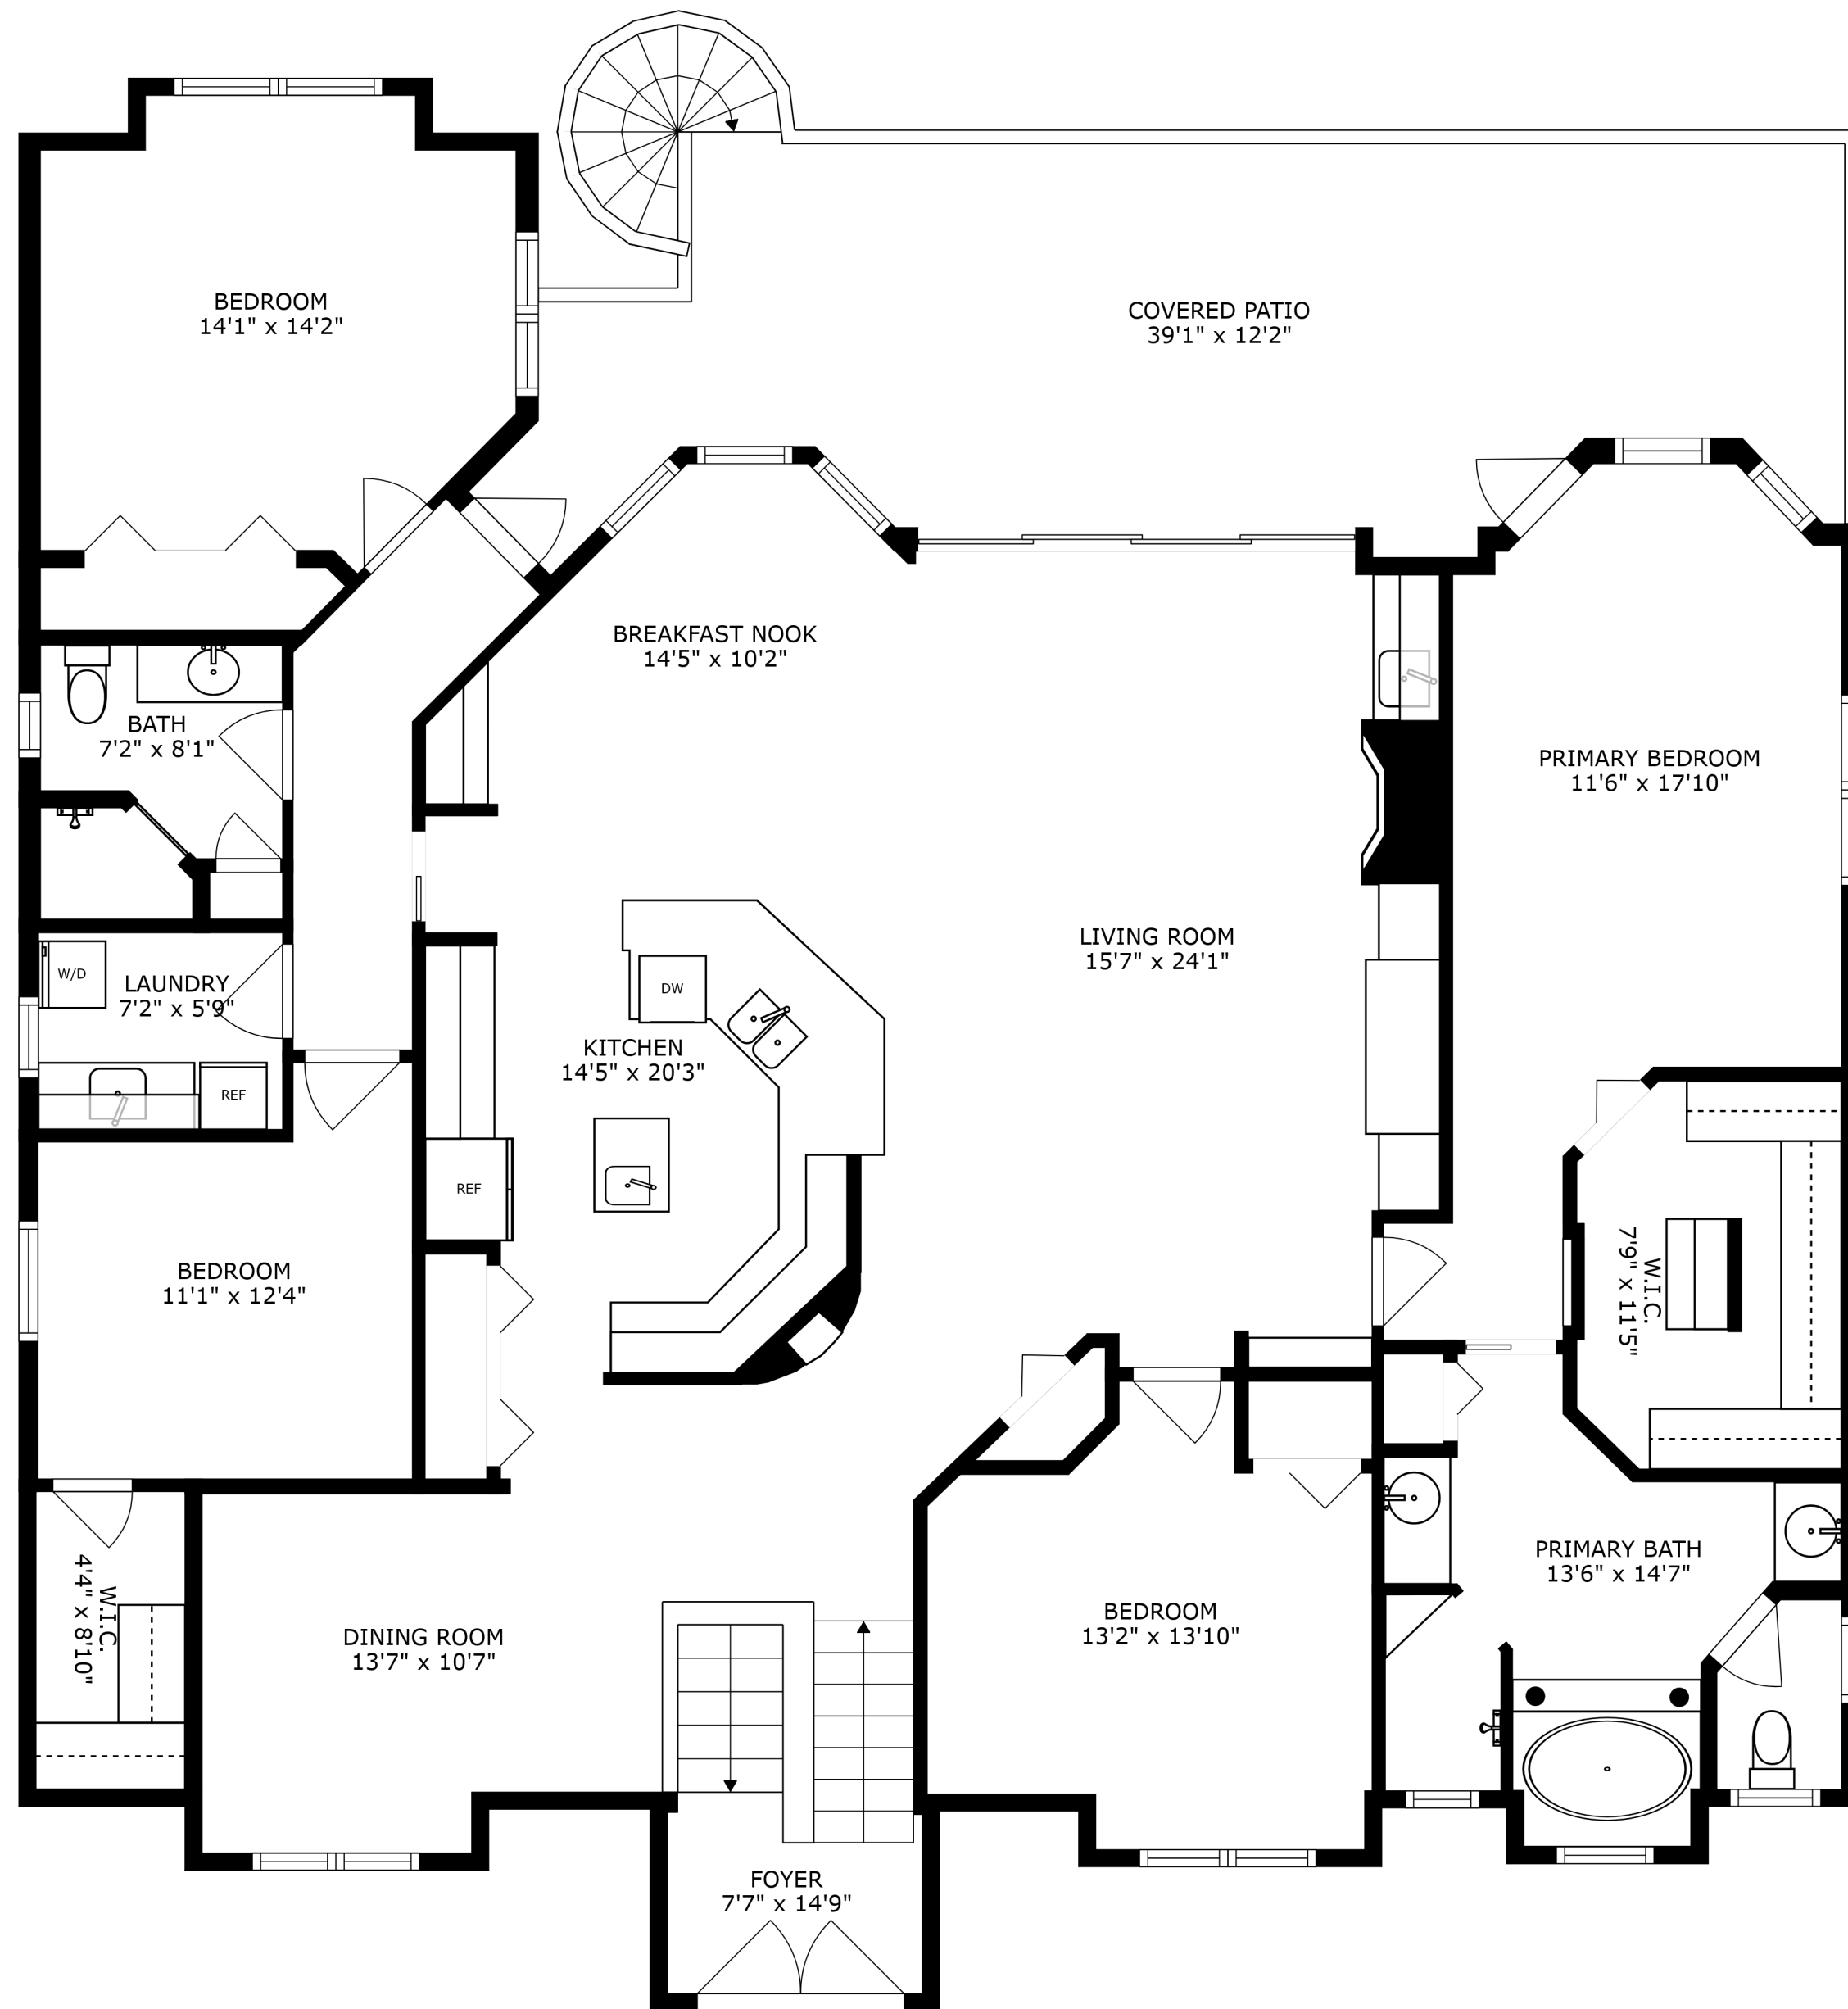 BEDROOM
14'1" x 14'2"
COVERED PATIO
39'1" x 12'2"
BREAKFAST NOOK
14'5" x 10'2"
BATH
7'2" x 8'1"
PRIMARY BEDROOM
11'6" x 17'10"
LIVING ROOM
15'7" x 24'1"
W/D
LAUNDRY
7'2" x 5'9"
DW
KITCHEN
14'5" x 20'3"
REF
REF
BEDROOM
11'1" x 12'4"
W.I.C.
7'9" x 11'5"
PRIMARY BATH
13'6" x 14'7"
W.I.C.
4'4" x 8'10"
DINING ROOM
13'7" x 10'7"
BEDROOM
13'2" x 13'10"
FOYER
7'7" x 14'9"